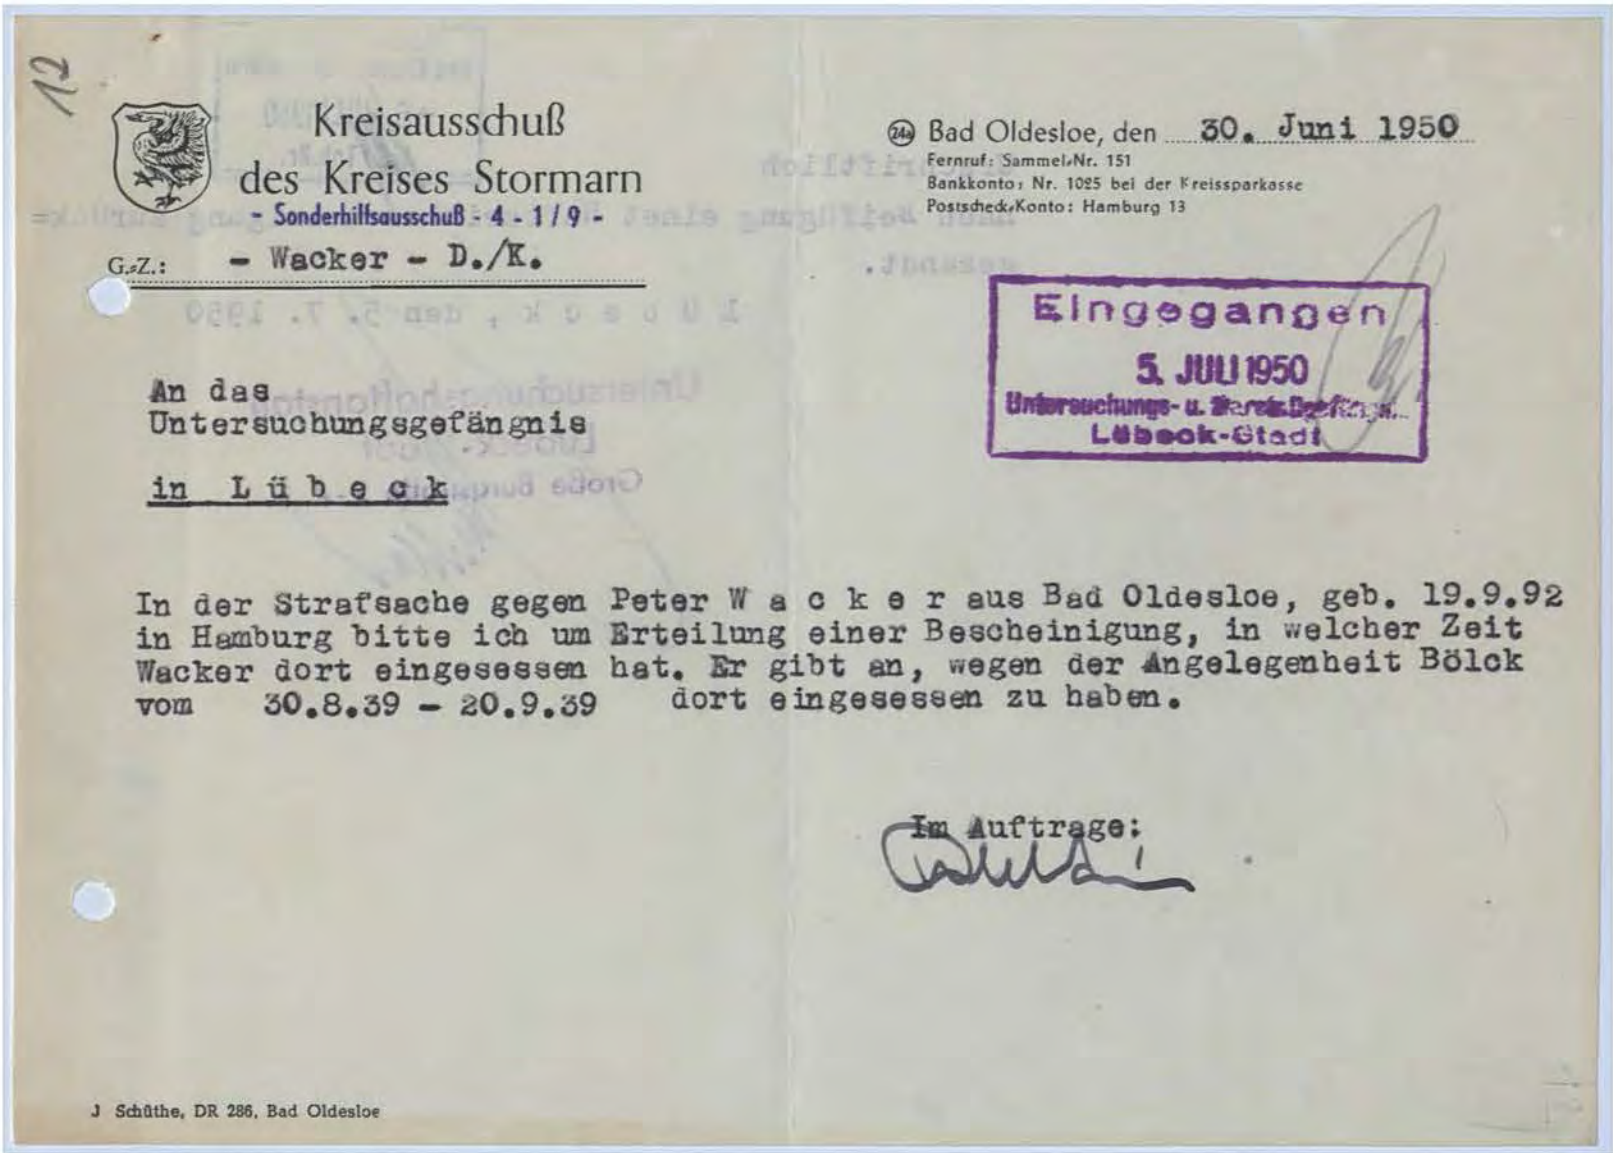 12
Kreisausschuß
des Kreises Stormarn
- Sonderhilfsausschuß - 4 - 1/9 -
G.-Z.: - Wacker - D./K.
24a Bad Oldesloe, den 30. Juni 1950
Fernruf: Sammel-Nr. 151
Bankkonto: Nr. 1025 bei der Kreissparkasse
Postscheck-Konto: Hamburg 13
Eingegangen
5. JULI 1950
Untersuchungs- u.
Lübeck-Stadt
An das
Untersuchungsgefängnis
in Lübeck
In der Strafsache gegen Peter W a c k e r aus Bad Oldesloe, geb. 19.9.92
in Hamburg bitte ich um Erteilung einer Bescheinigung, in welcher Zeit
Wacker dort eingesessen hat. Er gibt an, wegen der Angelegenheit Bölck
vom 30.8.39 - 20.9.39 dort eingesessen zu haben.
Im Auftrage:
J Schüthe, DR 286, Bad Oldesloe